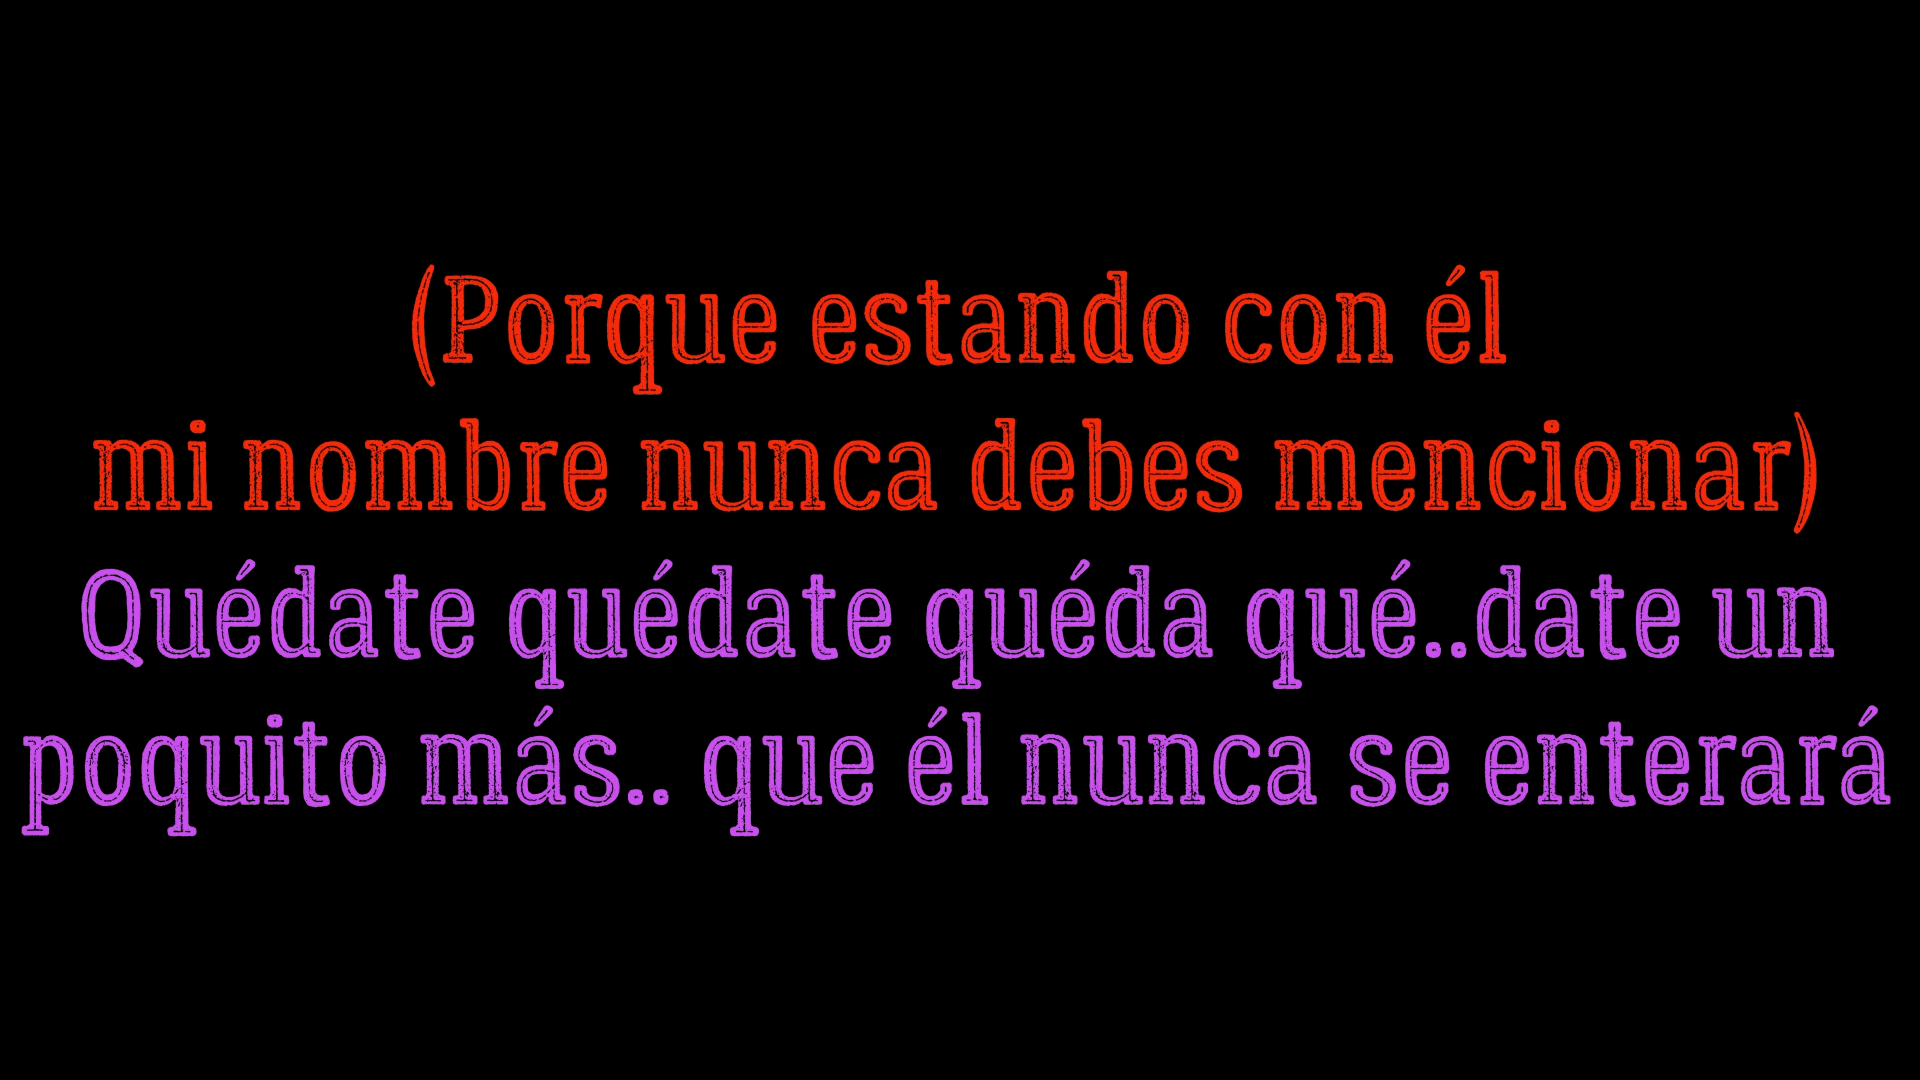 (Porque estando con él
mi nombre nunca debes mencionar)
Quédate quédate quéda qué..date un
poquito más.. que él nunca se enterará